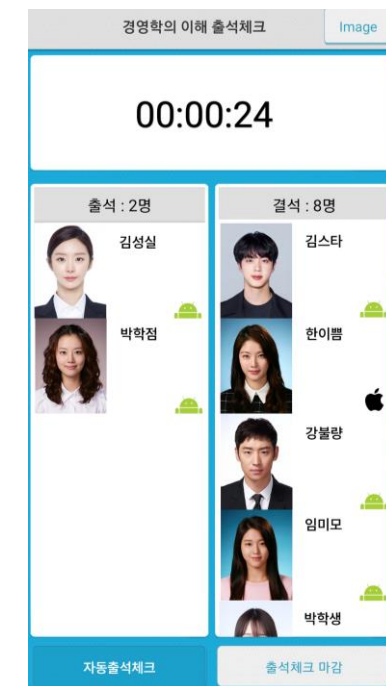 경영학의 이해 출석체크
Image
00:00:24
출석 : 2명
김성실
박학점
결석 : 8명
김스타
한이쁨
강불량
임미모
박학생
자동출석체크
출석체크 마감